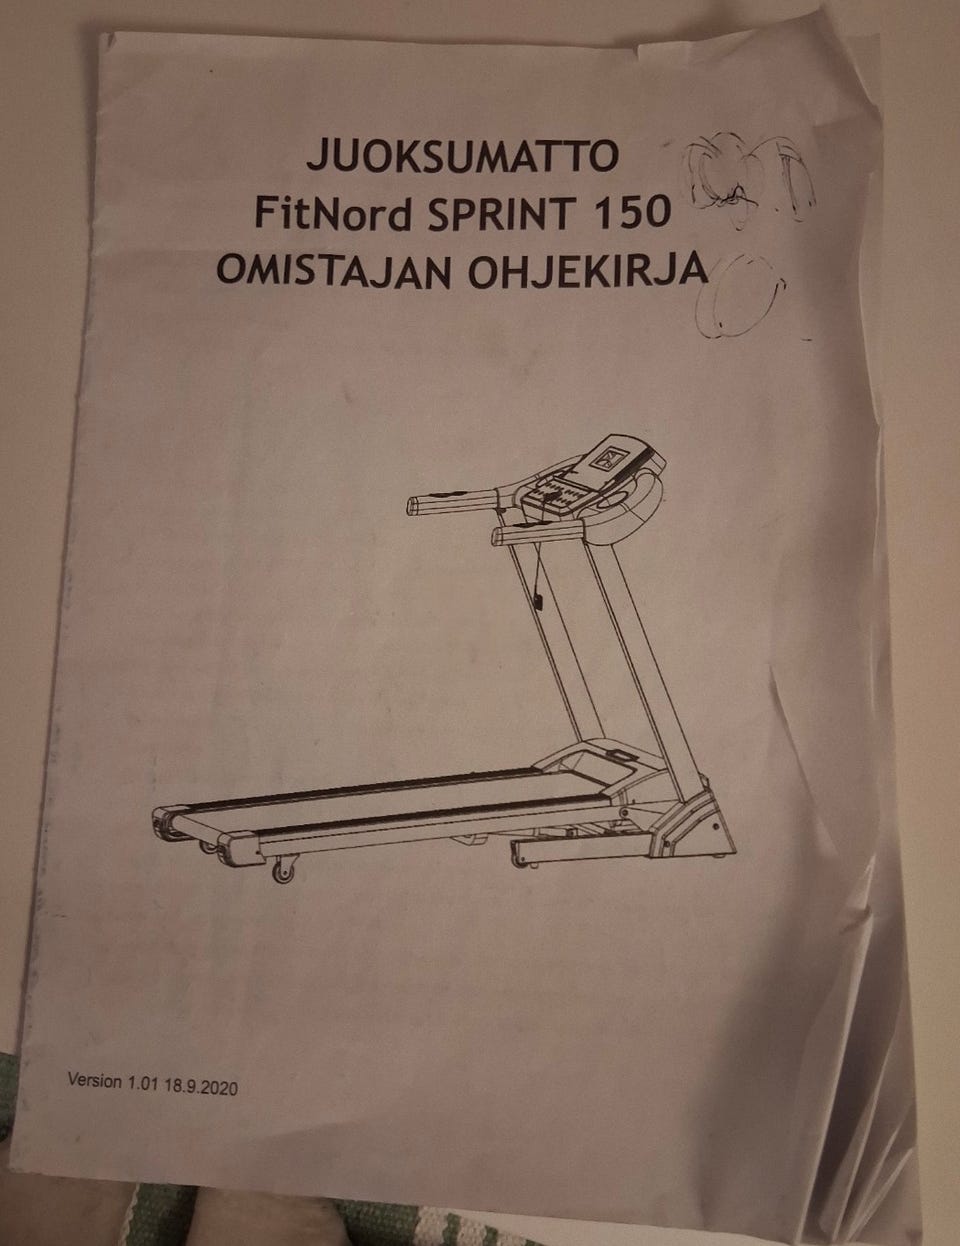 JUOKSUMATTO
FitNord SPRINT 150
OMISTAJAN OHJEKIRJA
Version 1.01 18.9.2020